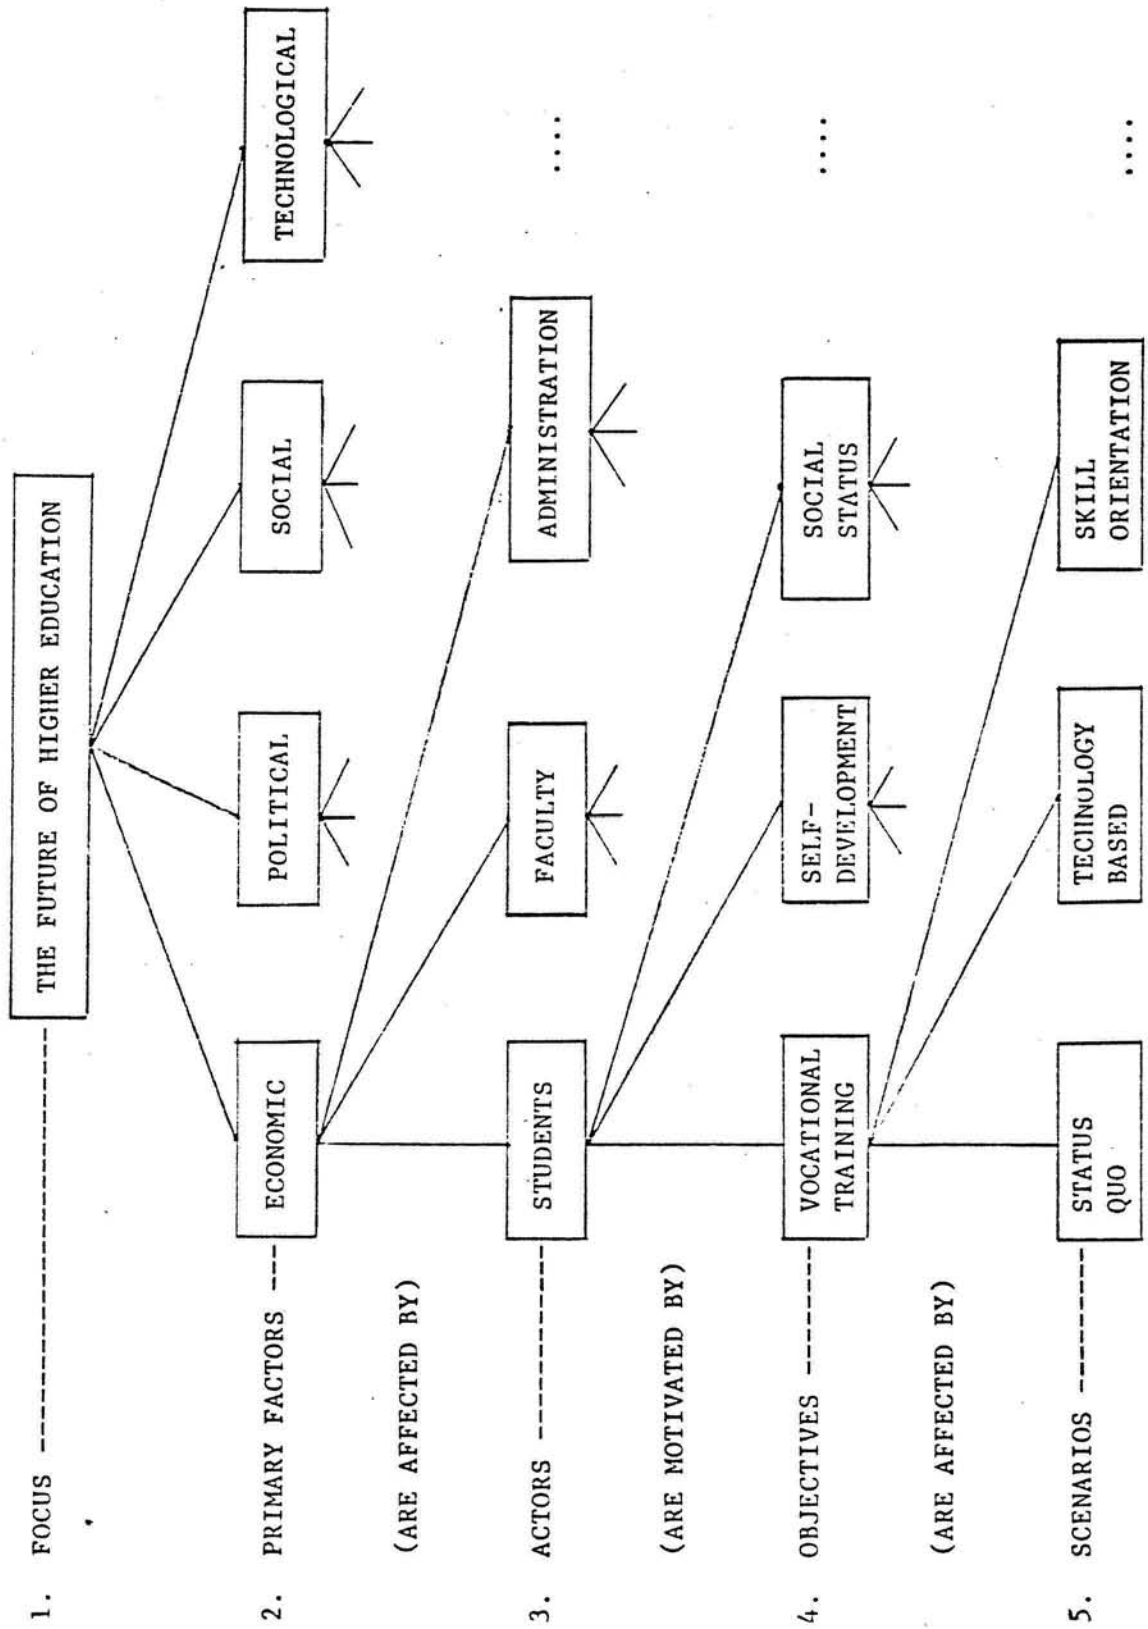 1. FOCUS ------------------------------ THE FUTURE OF HIGHER EDUCATION
2. PRIMARY FACTORS ---- ECONOMIC POLITICAL SOCIAL TECHNOLOGICAL
(ARE AFFECTED BY)
3. ACTORS ------------ STUDENTS FACULTY ADMINISTRATION ....
(ARE MOTIVATED BY)
4. OBJECTIVES --------- VOCATIONAL TRAINING SELF-DEVELOPMENT SOCIAL STATUS ....
(ARE AFFECTED BY)
5. SCENARIOS ---------- STATUS QUO TECHNOLOGY BASED SKILL ORIENTATION ....